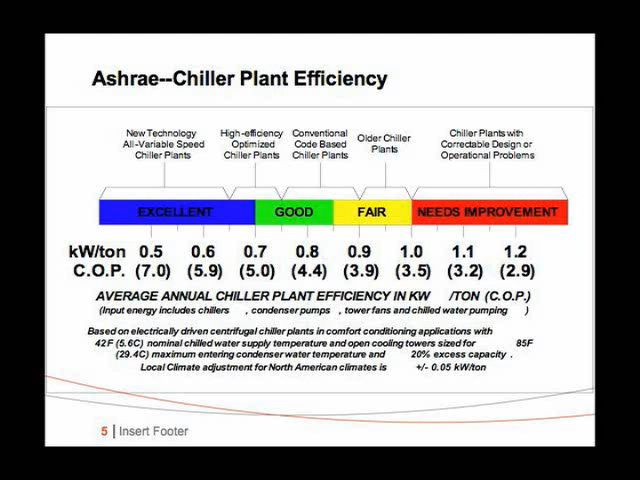 Ashrae--Chiller Plant Efficiency
New Technology
All-Variable Speed
Chiller Plants
High-efficiency
Optimized
Chiller Plants
Conventional
Code Based
Chiller Plants
Older Chiller
Plants
Chiller Plants with
Correctable Design or
Operational Problems
EXCELLENT GOOD FAIR NEEDS IMPROVEMENT
kW/ton 0.5 0.6 0.7 0.8 0.9 1.0 1.1 1.2
C.O.P. (7.0) (5.9) (5.0) (4.4) (3.9) (3.5) (3.2) (2.9)
AVERAGE ANNUAL CHILLER PLANT EFFICIENCY IN KW /TON (C.O.P.)
(Input energy includes chillers , condenser pumps , tower fans and chilled water pumping )
Based on electrically driven centrifugal chiller plants in comfort conditioning applications with
42F (5.6C) nominal chilled water supply temperature and open cooling towers sized for 85F
(29.4C) maximum entering condenser water temperature and 20% excess capacity .
Local Climate adjustment for North American climates is +/- 0.05 kW/ton
5 | Insert Footer